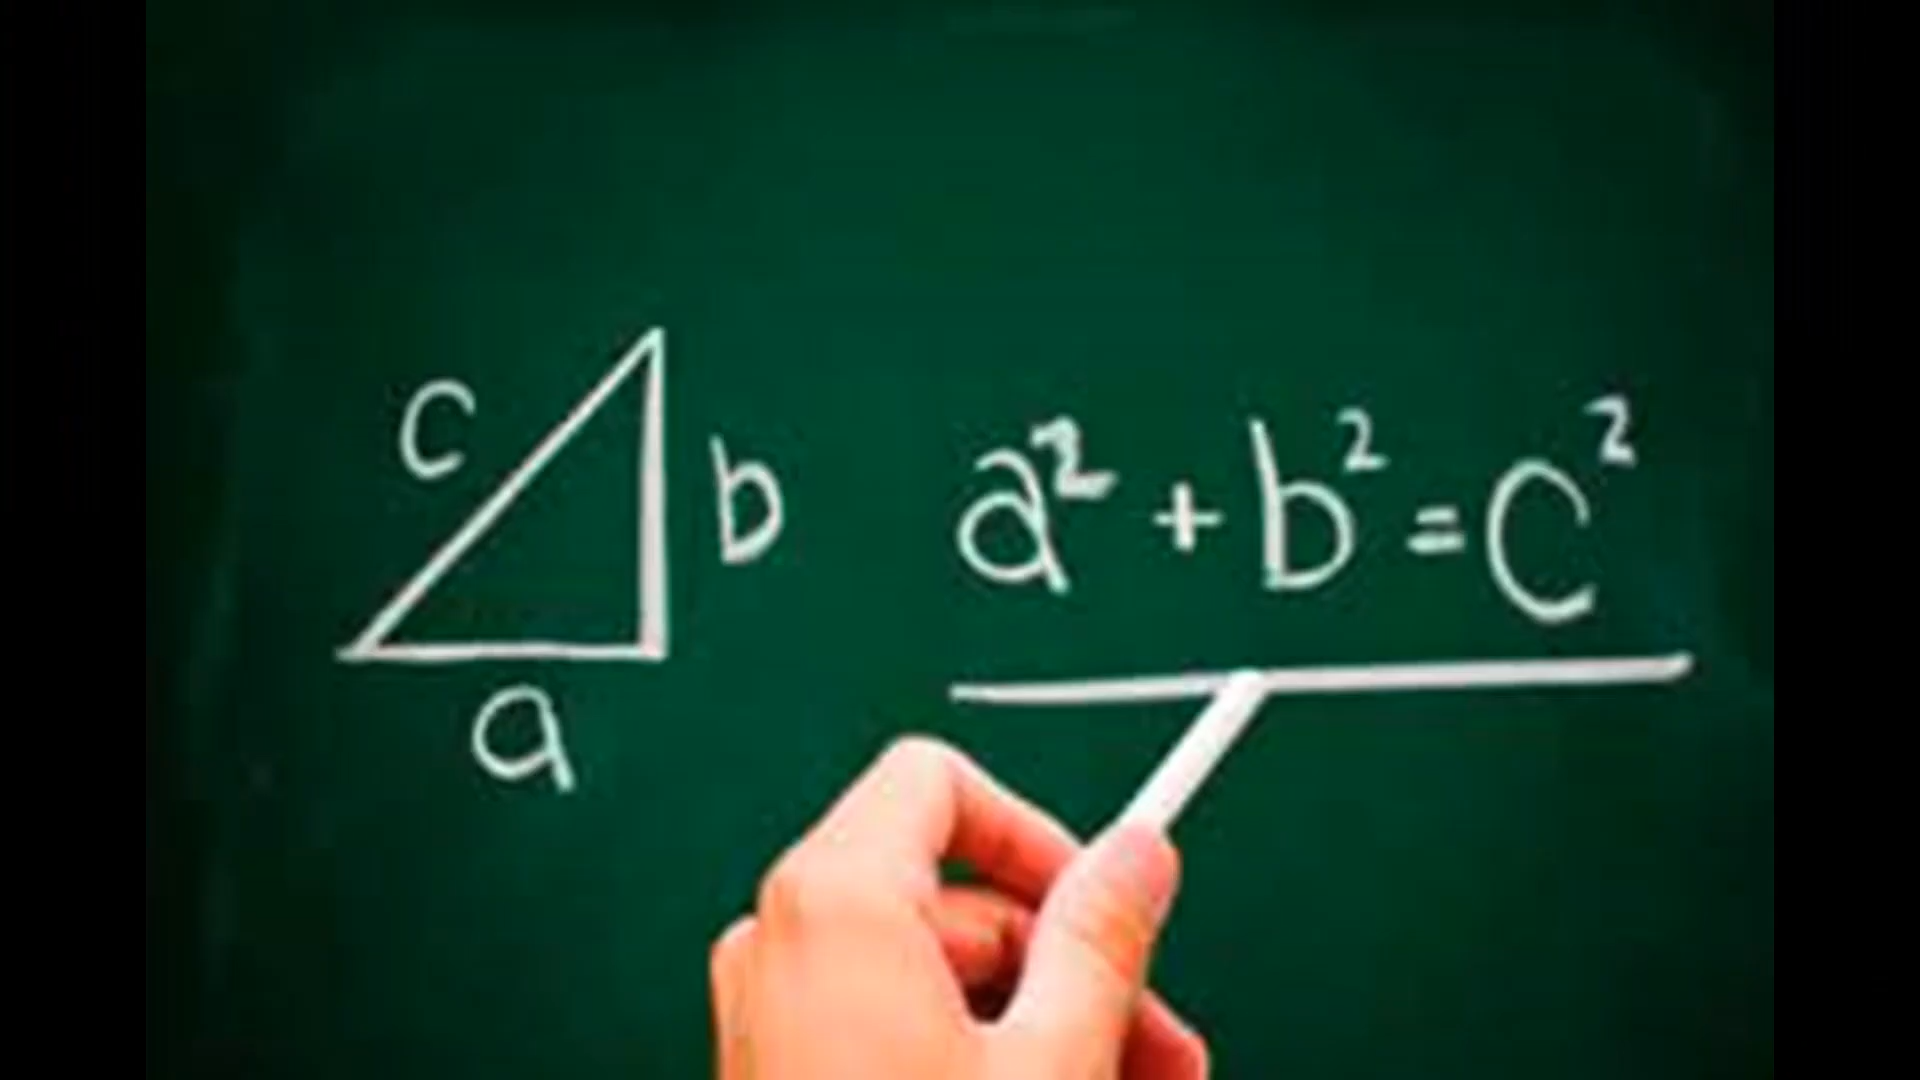 c
b
a
a² + b² = c²